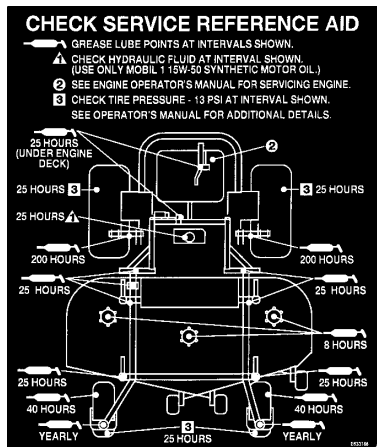 CHECK SERVICE REFERENCE AID
GREASE LUBE POINTS AT INTERVALS SHOWN.
1 CHECK HYDRAULIC FLUID AT INTERVAL SHOWN.
(USE ONLY MOBIL 1 15W-50 SYNTHETIC MOTOR OIL.)
2 SEE ENGINE OPERATOR'S MANUAL FOR SERVICING ENGINE.
3 CHECK TIRE PRESSURE - 13 PSI AT INTERVAL SHOWN.
SEE OPERATOR'S MANUAL FOR ADDITIONAL DETAILS.
25 HOURS
(UNDER ENGINE
DECK)
2
25 HOURS 3
3 25 HOURS
25 HOURS 1
200 HOURS
200 HOURS
25 HOURS
25 HOURS
8 HOURS
25 HOURS
25 HOURS
40 HOURS
40 HOURS
YEARLY
3
25 HOURS
YEARLY